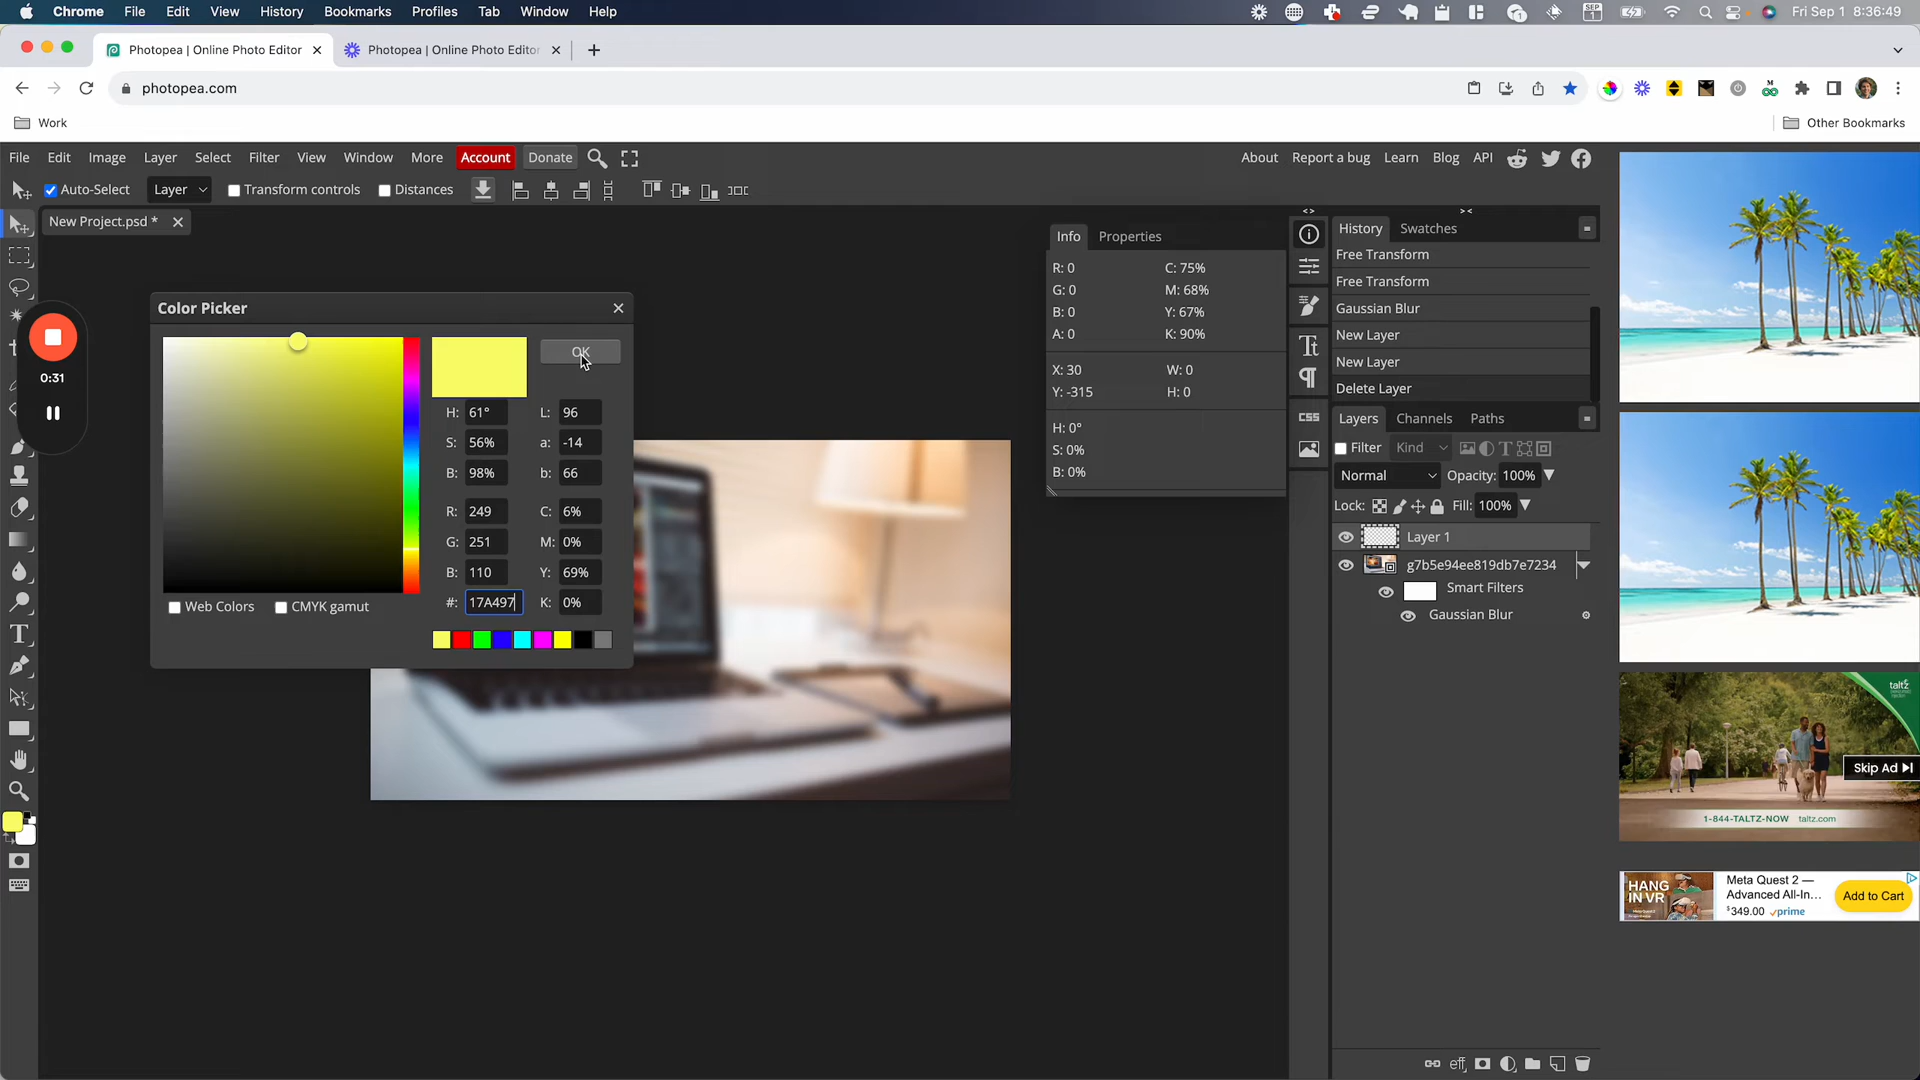 Chrome File Edit View History Bookmarks Profiles Tab Window Help
SEP 1
Fri Sep 1 8:36:49
Photopea | Online Photo Editor
Photopea | Online Photo Editor
photopea.com
Work
Other Bookmarks
File Edit Image Layer Select Filter View Window More Account Donate
About Report a bug Learn Blog API
Auto-Select Layer Transform controls Distances
New Project.psd *
Color Picker
OK
H: 61° L: 96
S: 56% a: -14
B: 98% b: 66
R: 249 C: 6%
G: 251 M: 0%
B: 110 Y: 69%
#: 17A497 K: 0%
Web Colors CMYK gamut
0:31
Info Properties
R: 0 C: 75%
G: 0 M: 68%
B: 0 Y: 67%
A: 0 K: 90%
X: 30 W: 0
Y: -315 H: 0
H: 0°
S: 0%
B: 0%
CSS
History Swatches
Free Transform
Free Transform
Gaussian Blur
New Layer
New Layer
Delete Layer
Layers Channels Paths
Filter Kind
Normal Opacity: 100%
Lock: Fill: 100%
Layer 1
g7b5e94ee819db7e7234
Smart Filters
Gaussian Blur
eff
taltz
Skip Ad
1-844-TALTZ-NOW taltz.com
HANG IN VR
Meta Quest 2 —
Advanced All-In...
$349.00 prime
Add to Cart